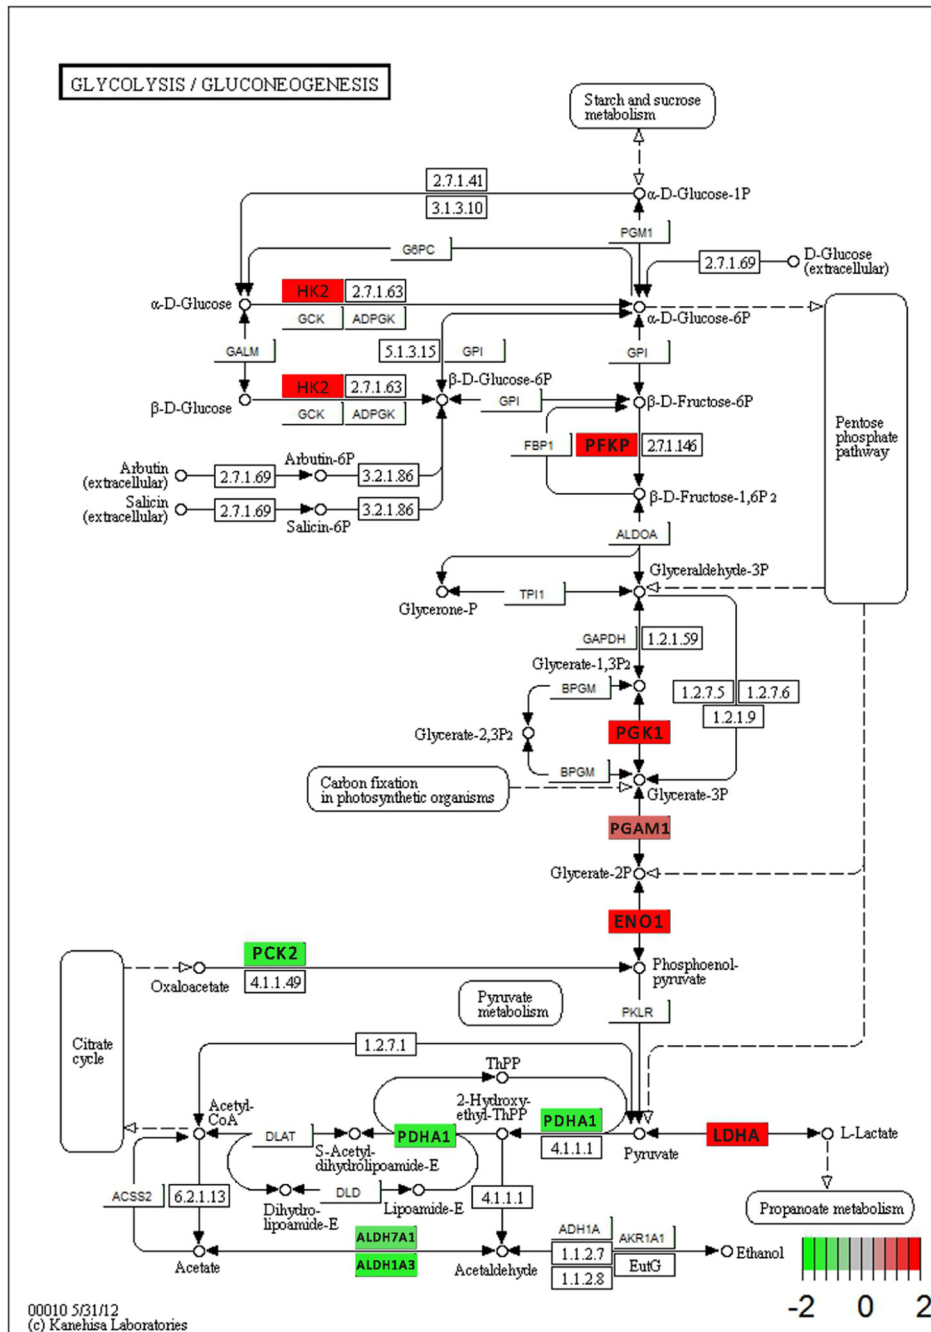 GLYCOLYSIS / GLUCONEOGENESIS
Starch and sucrose
metabolism
2.7.1.41
3.1.3.10
α-D-Glucose-1P
PGM1
G6PC
2.7.1.69
D-Glucose
(extracellular)
HK2
2.7.1.63
α-D-Glucose
GCK
ADPGK
α-D-Glucose-6P
GALM
5.1.3.15
GPI
GPI
HK2
2.7.1.63
β-D-Glucose-6P
β-D-Glucose
GCK
ADPGK
GPI
β-D-Fructose-6P
Pentose
phosphate
pathway
FBP1
PFKP
2.7.1.146
Arbutin
(extracellular)
2.7.1.69
Arbutin-6P
3.2.1.86
β-D-Fructose-1,6P2
Salicin
(extracellular)
2.7.1.69
Salicin-6P
3.2.1.86
ALDOA
Glyceraldehyde-3P
Glycerone-P
TPI1
GAPDH
1.2.1.59
Glycerate-1,3P2
BPGM
1.2.7.5
1.2.7.6
1.2.1.9
Glycerate-2,3P2
PGK1
BPGM
Carbon fixation
in photosynthetic organisms
Glycerate-3P
PGAM1
Glycerate-2P
ENO1
PCK2
Oxaloacetate
4.1.1.49
Phosphoenol-
pyruvate
Pyruvate
metabolism
PKLR
Citrate
cycle
1.2.7.1
ThPP
Acetyl-
CoA
2-Hydroxy-
ethyl-ThPP
PDHA1
DLAT
PDHA1
4.1.1.1
LDHA
L-Lactate
S-Acetyl-
dihydrolipoamide-E
Pyruvate
ACSS2
6.2.1.13
DLD
4.1.1.1
Dihydro-
lipoamide-E
Lipoamide-E
Propanoate metabolism
ALDH7A1
ALDH1A3
Acetate
Acetaldehyde
ADH1A
AKR1A1
1.1.2.7
EutG
1.1.2.8
Ethanol
-2 0 2
00010 5/31/12
(c) Kanehisa Laboratories